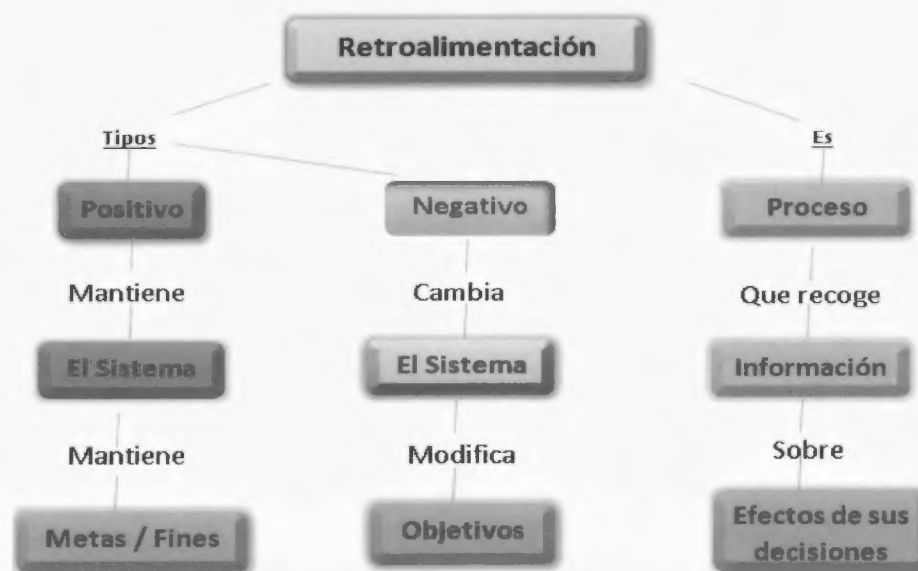 Retroalimentación
Tipos
Es
Positivo
Negativo
Proceso
Mantiene
Cambia
Que recoge
El Sistema
El Sistema
Información
Mantiene
Modifica
Sobre
Metas / Fines
Objetivos
Efectos de sus
decisiones